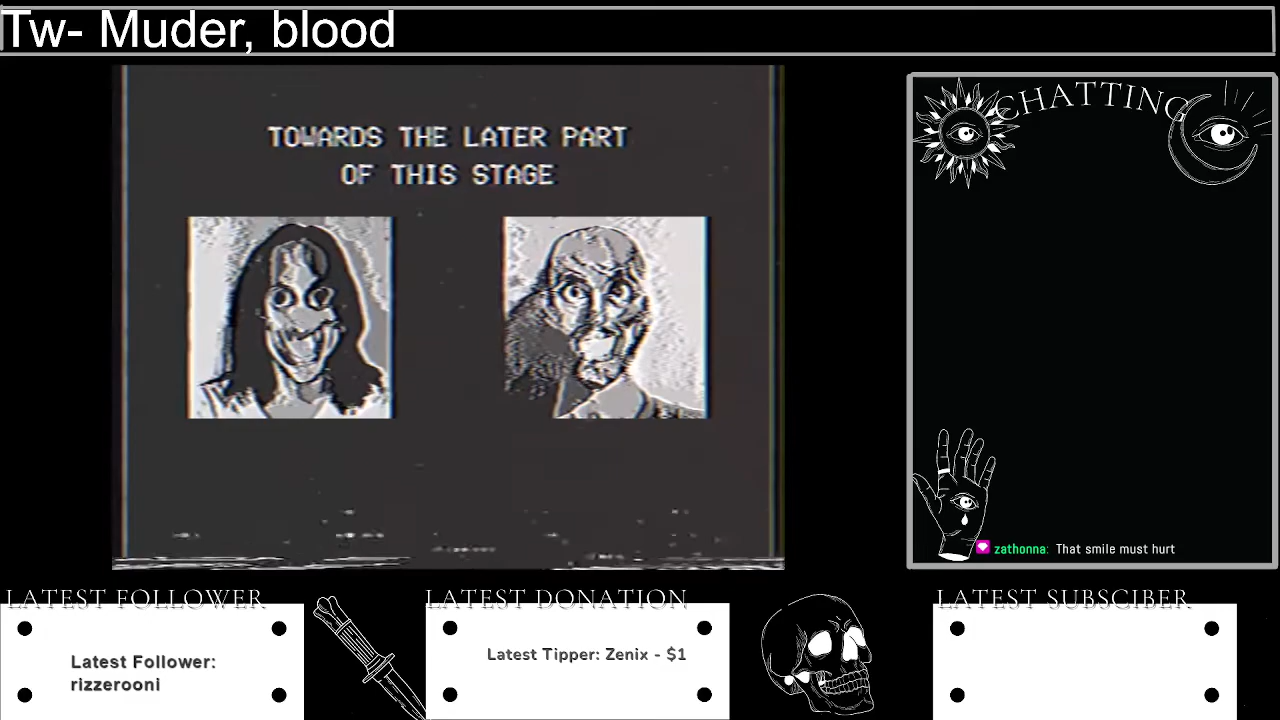 Tw- Muder, blood
TOWARDS THE LATER PART
OF THIS STAGE
CHATTING
zathonna: That smile must hurt
LATEST FOLLOWER
Latest Follower:
rizzerooni
LATEST DONATION
Latest Tipper: Zenix - $1
LATEST SUBSCIBER